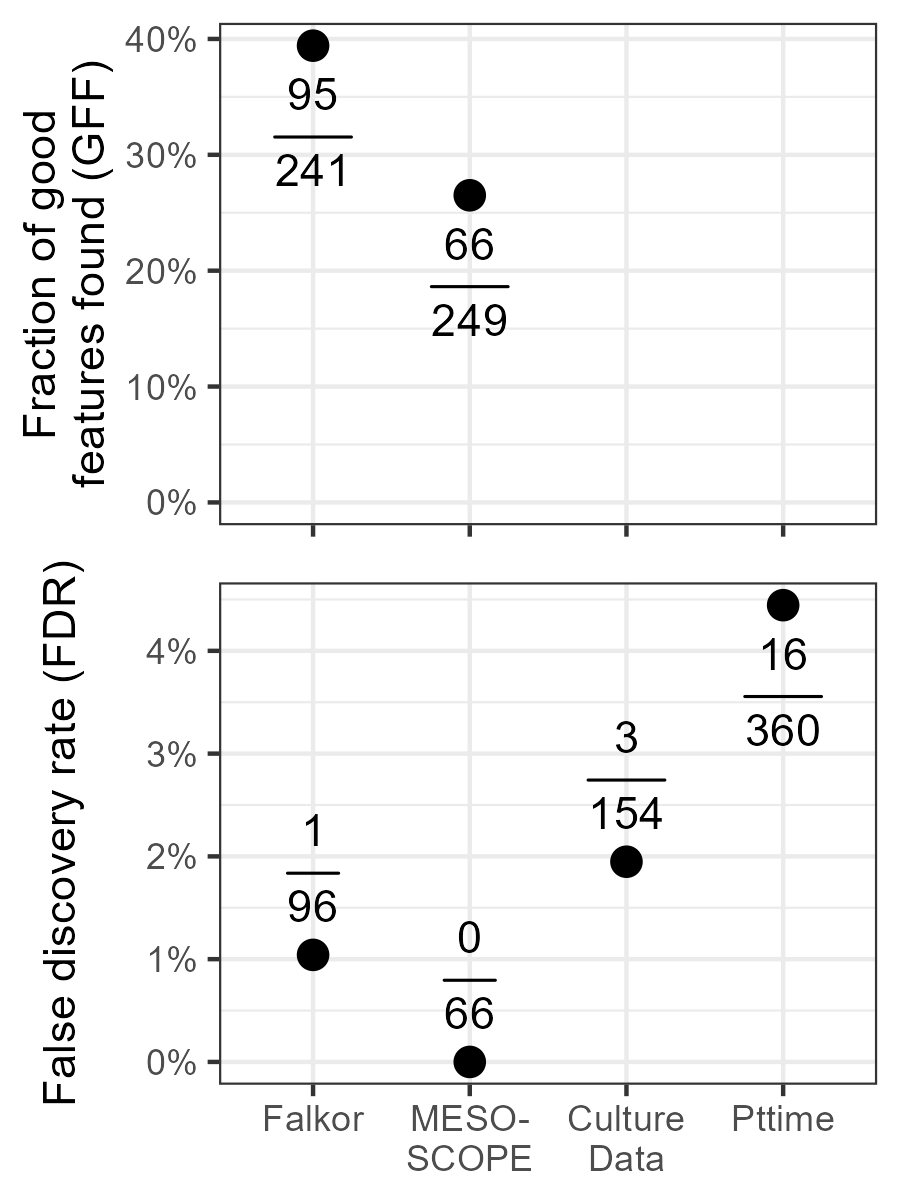 Fraction of good
features found (GFF)
40%
30%
20%
10%
0%
95
241
66
249
False discovery rate (FDR)
4%
3%
2%
1%
0%
1
96
0
66
3
154
16
360
Falkor
MESO-
SCOPE
Culture
Data
Pttime